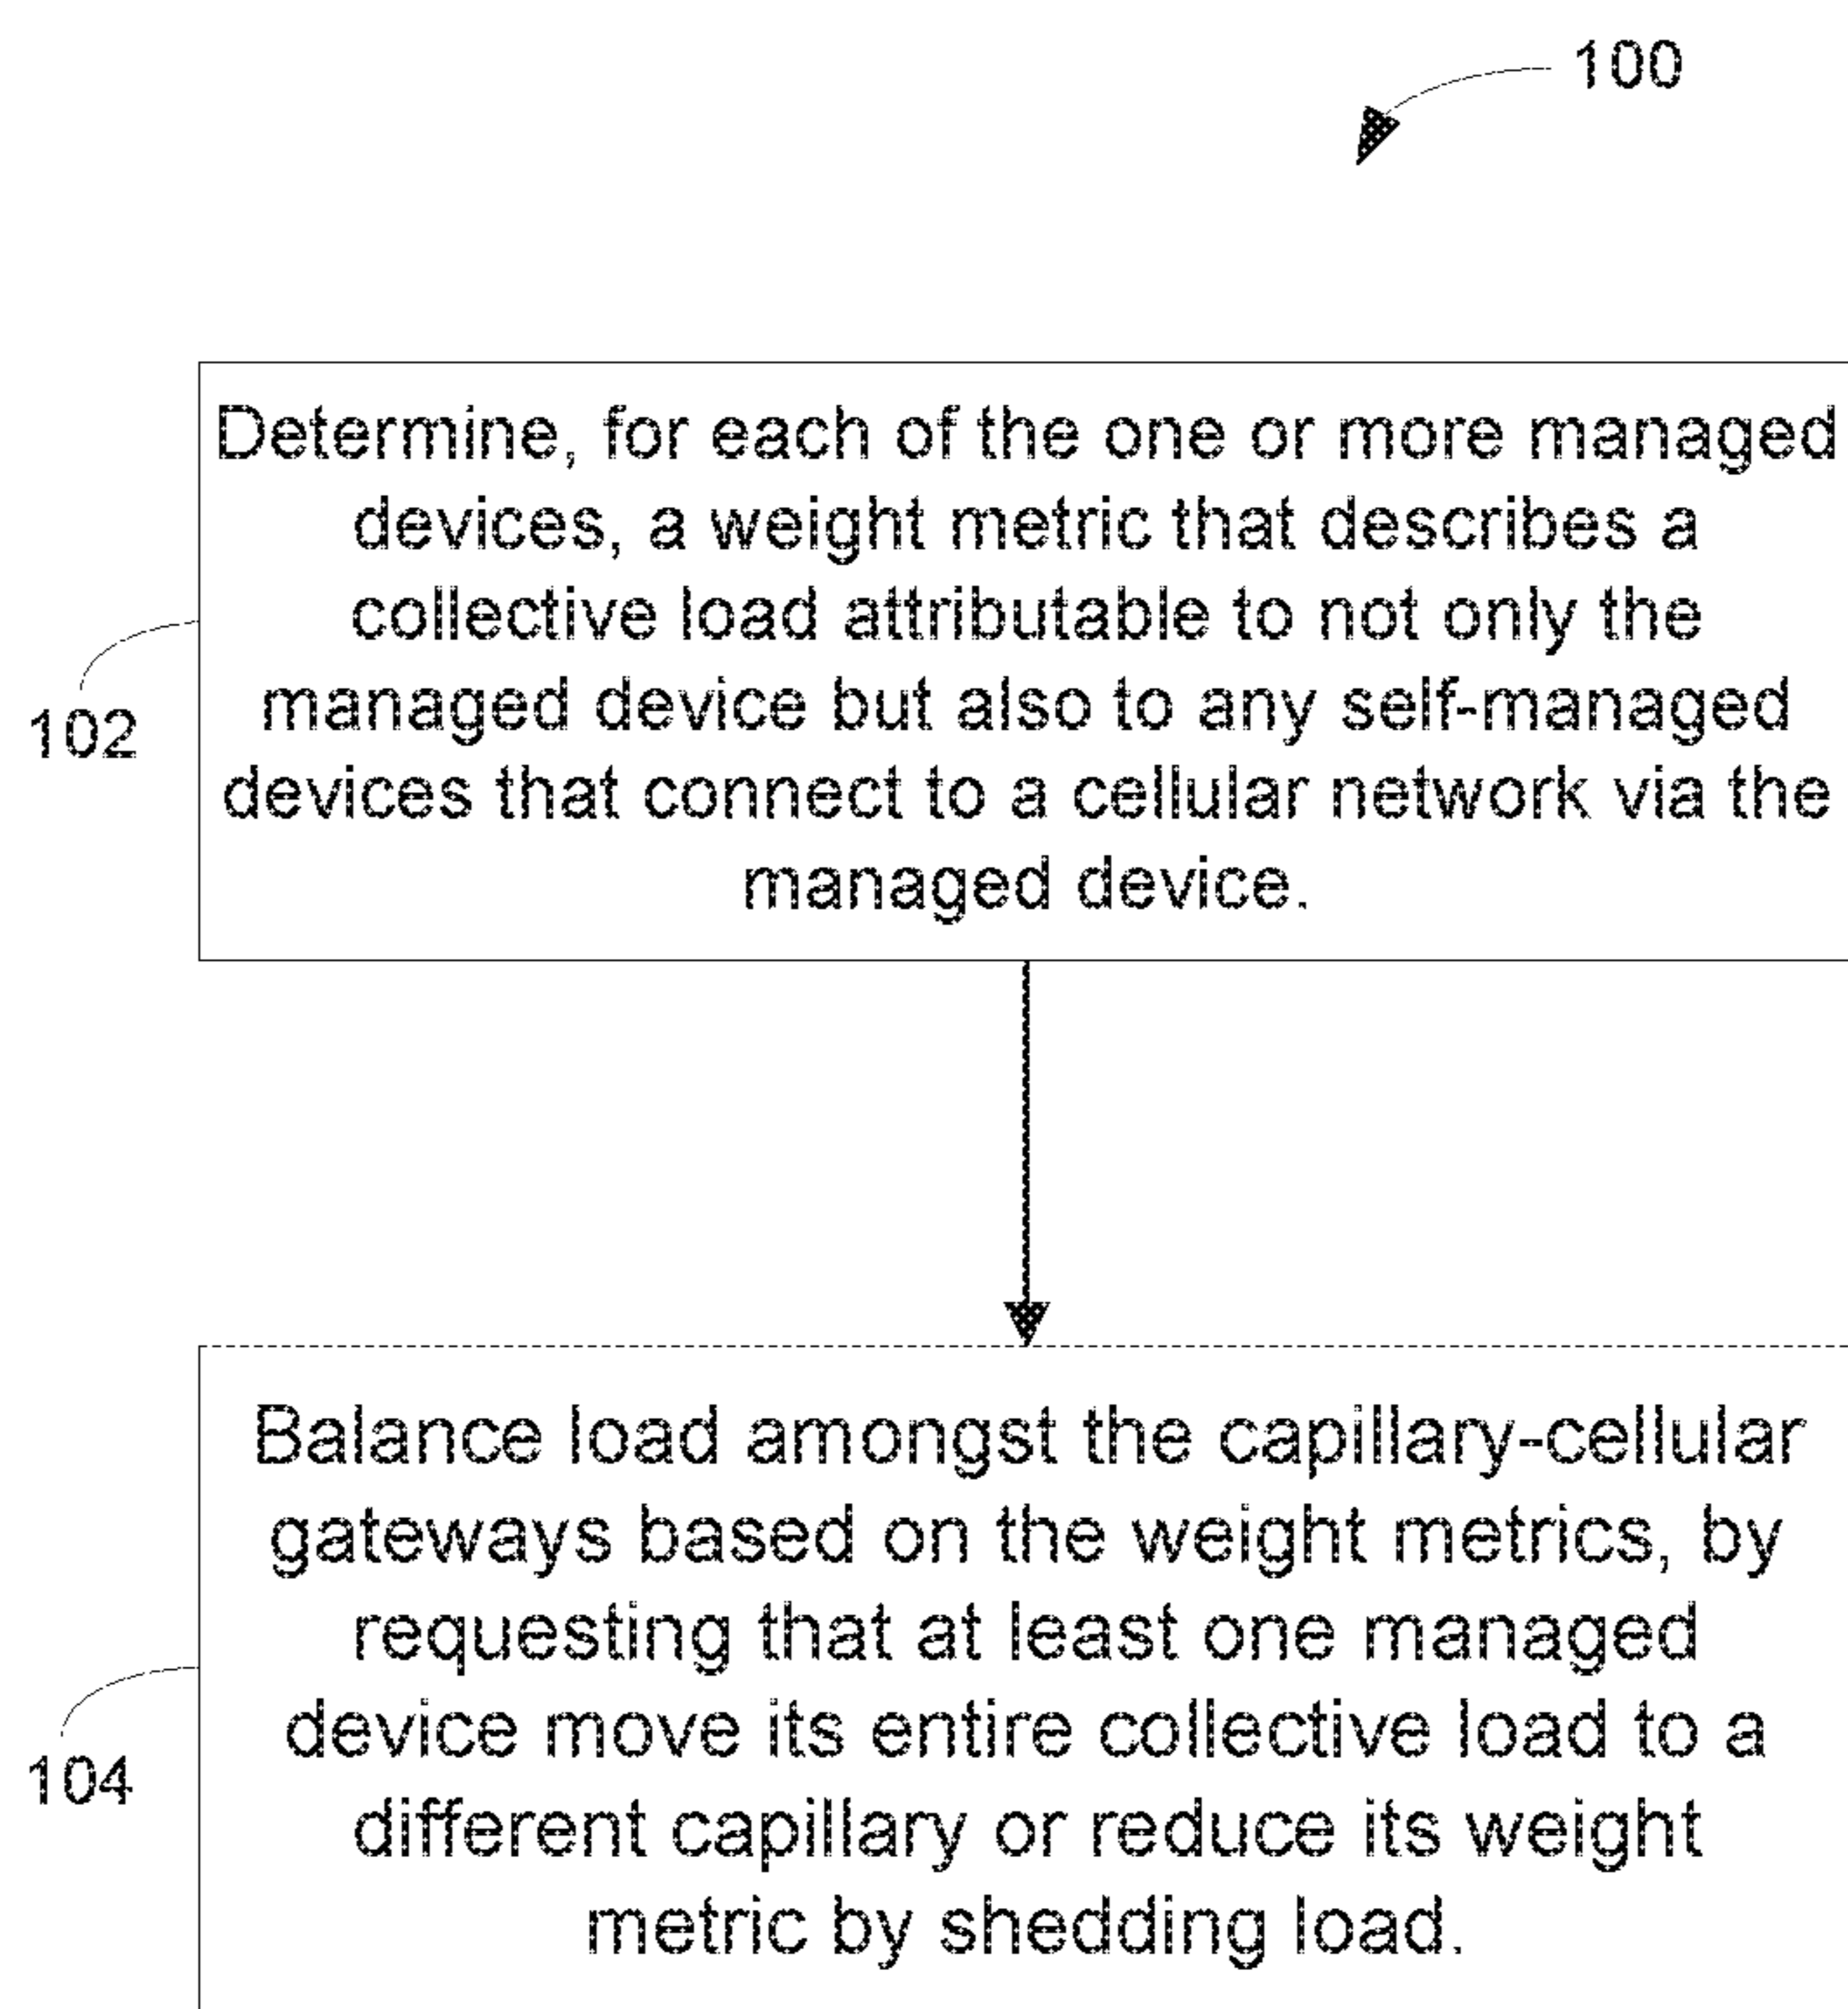 100
Determine, for each of the one or more managed
devices, a weight metric that describes a
collective load attributable to not only the
managed device but also to any self-managed
devices that connect to a cellular network via the
managed device.
102
Balance load amongst the capillary-cellular
gateways based on the weight metrics, by
requesting that at least one managed
device move its entire collective load to a
different capillary or reduce its weight
metric by shedding load.
104